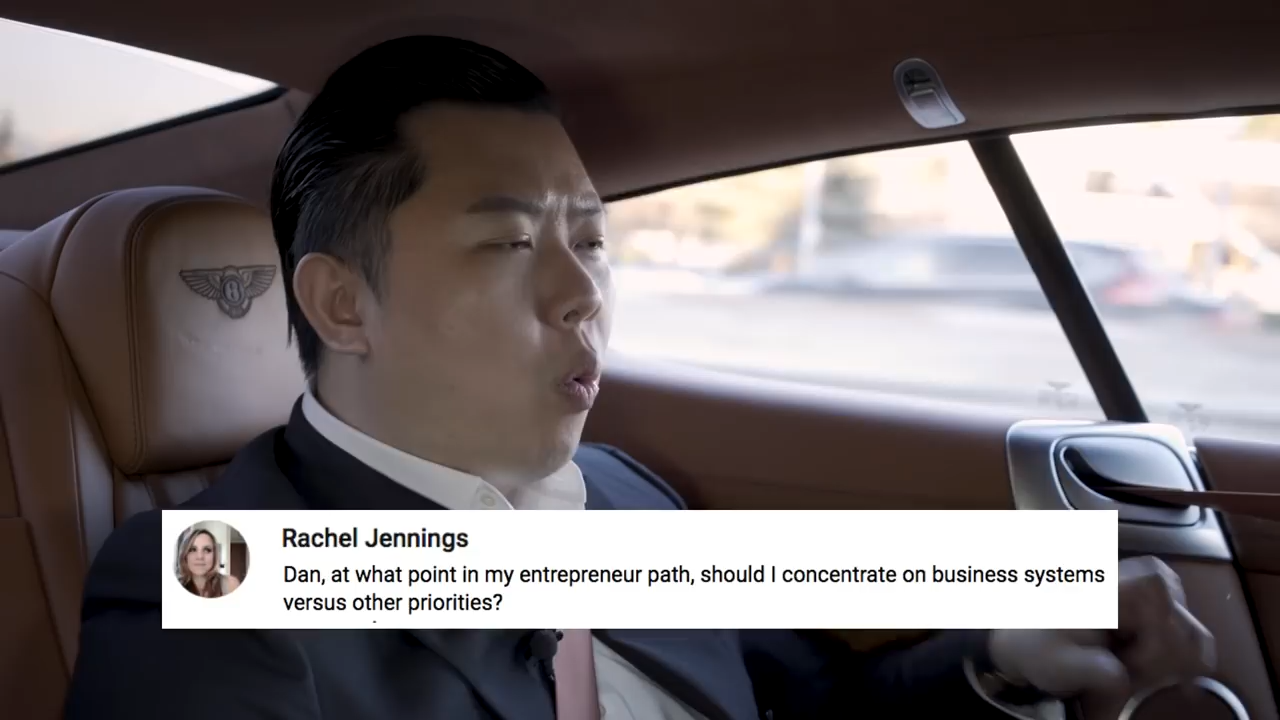 Rachel Jennings
Dan, at what point in my entrepreneur path, should I concentrate on business systems
versus other priorities?